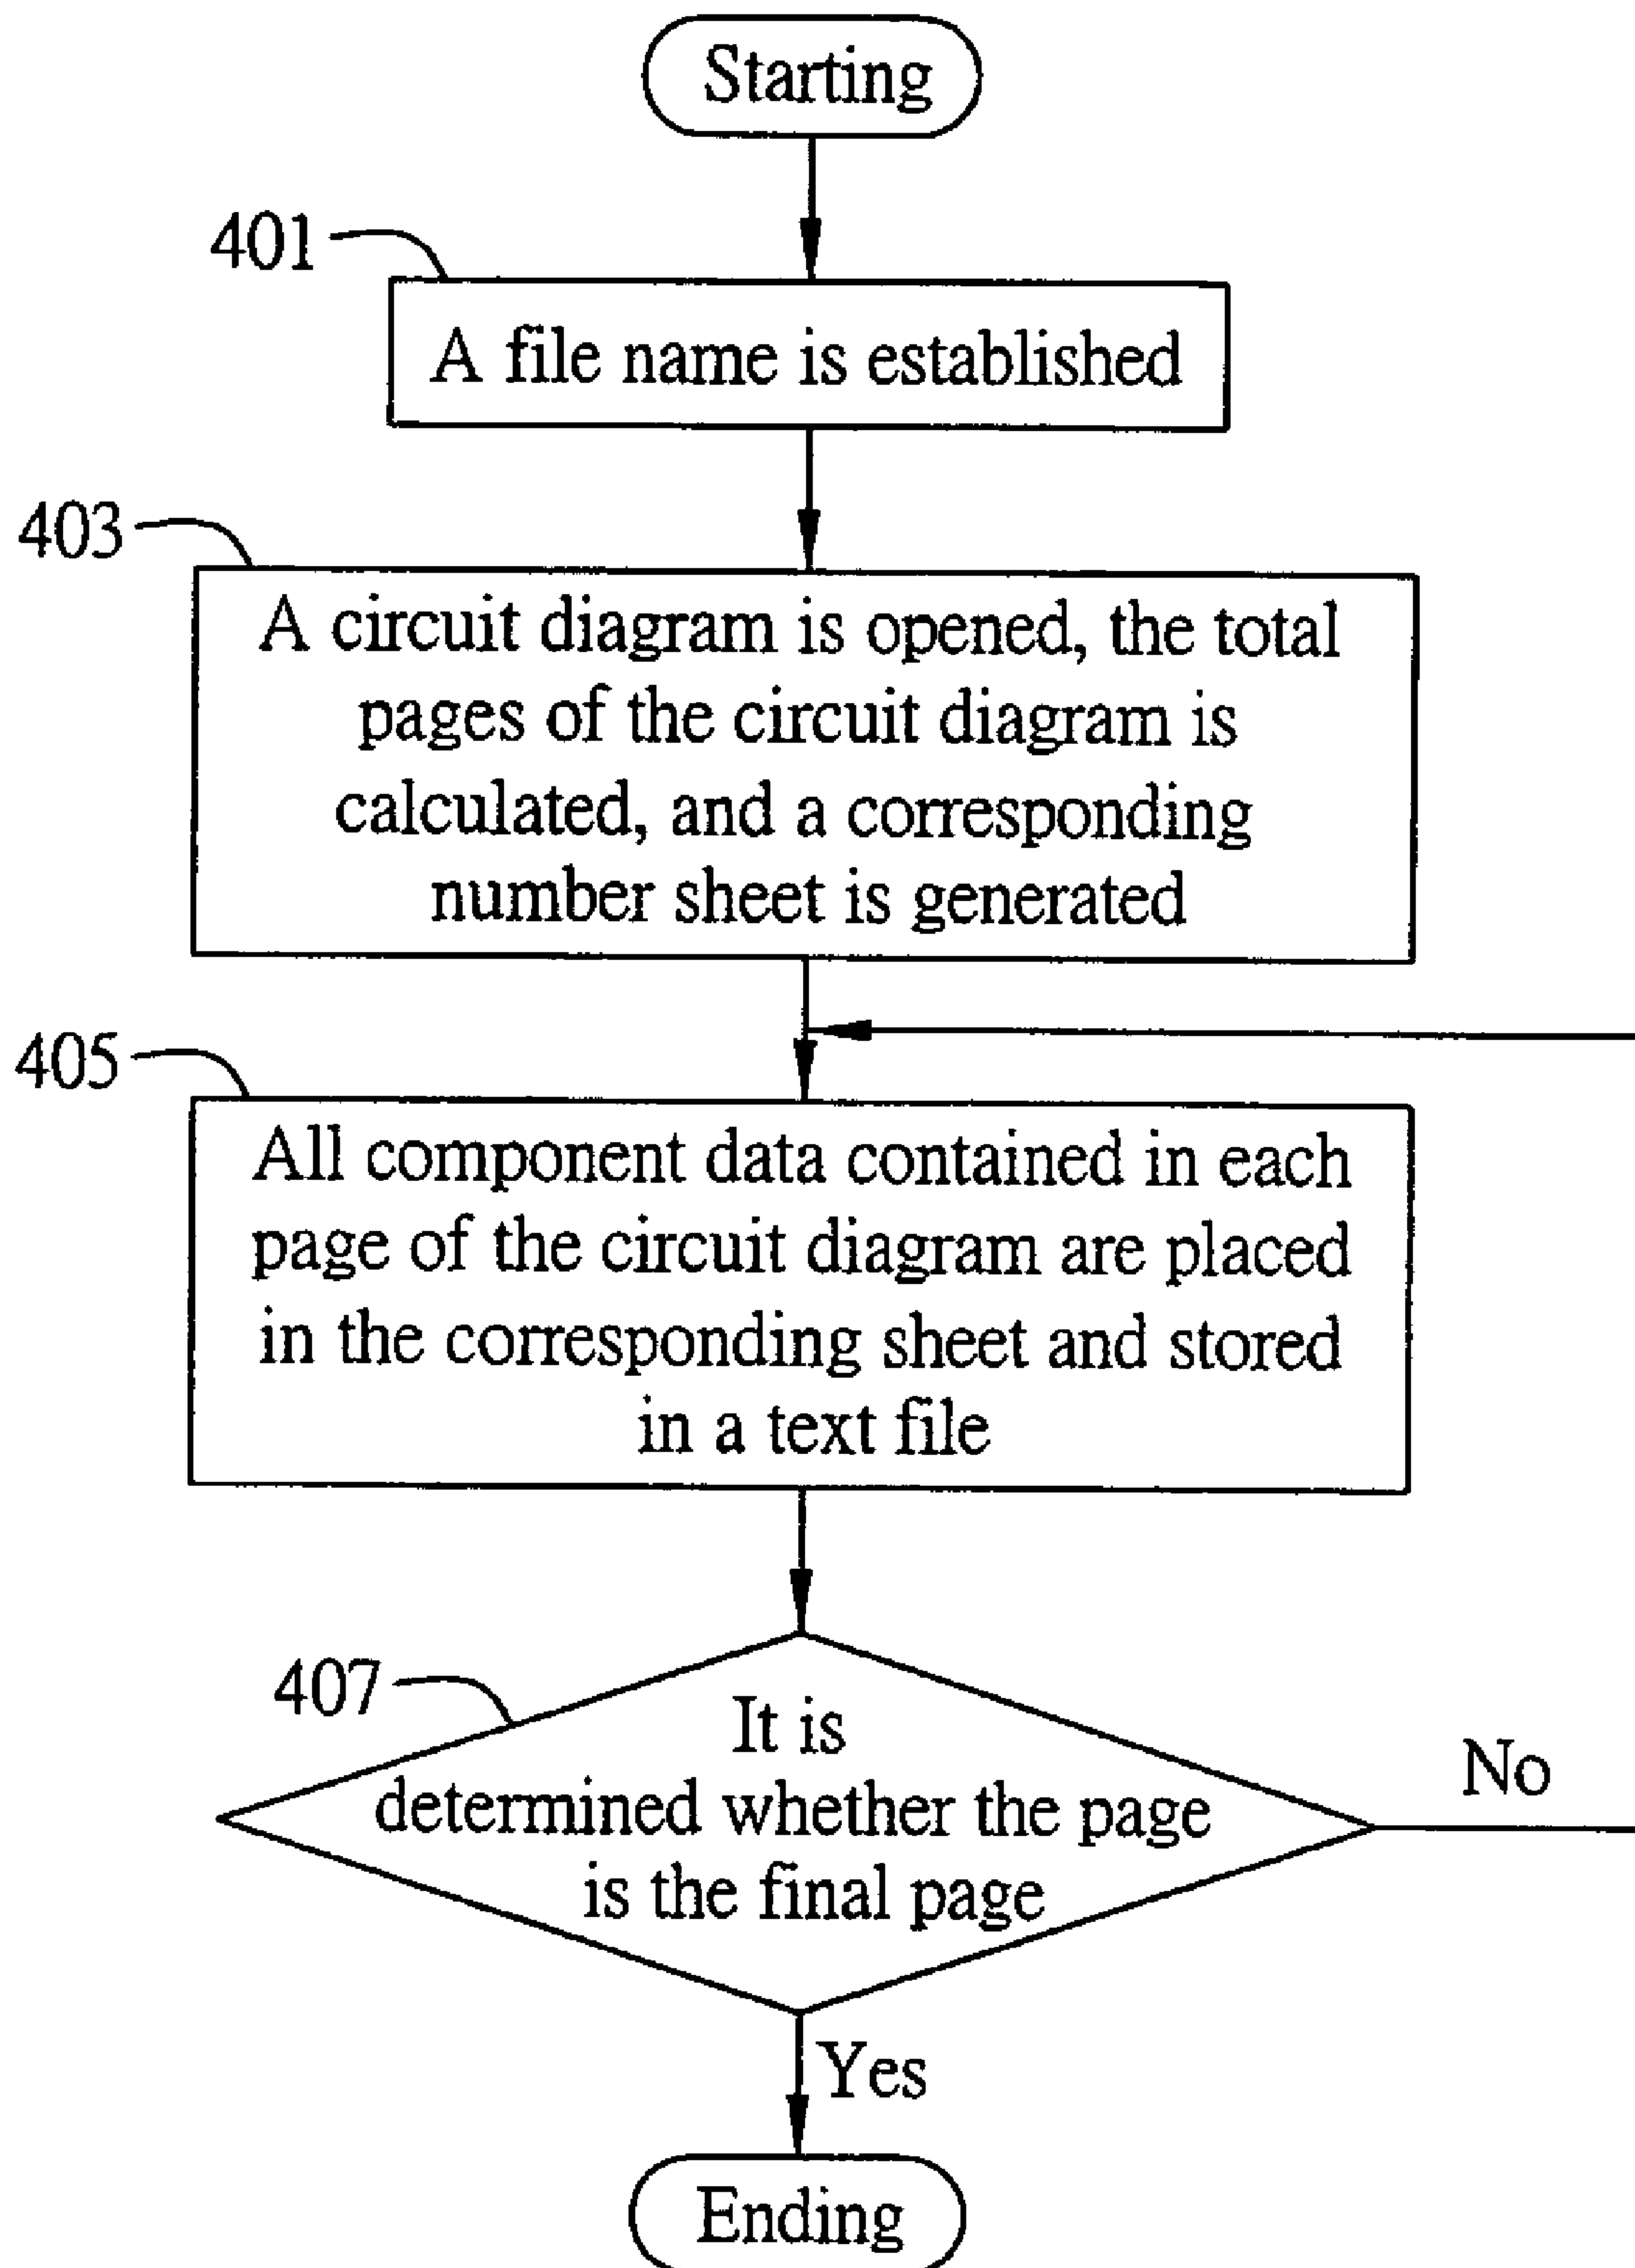 Starting
401
A file name is established
403
A circuit diagram is opened, the total
pages of the circuit diagram is
calculated, and a corresponding
number sheet is generated
405
All component data contained in each
page of the circuit diagram are placed
in the corresponding sheet and stored
in a text file
407
It is
determined whether the page
is the final page
No
Yes
Ending